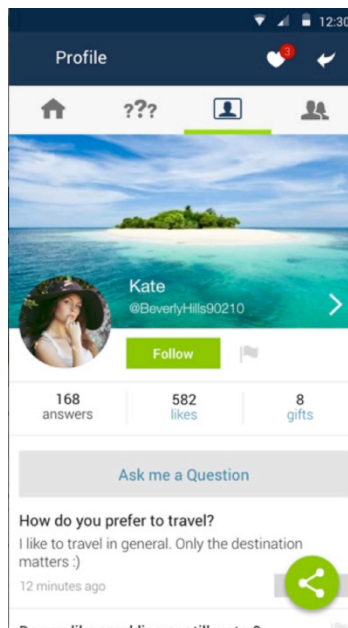 12:30
Profile
3
???
Kate
@BeverlyHills90210
Follow
168 582 8
answers likes gifts
Ask me a Question
How do you prefer to travel?
I like to travel in general. Only the destination
matters :)
12 minutes ago